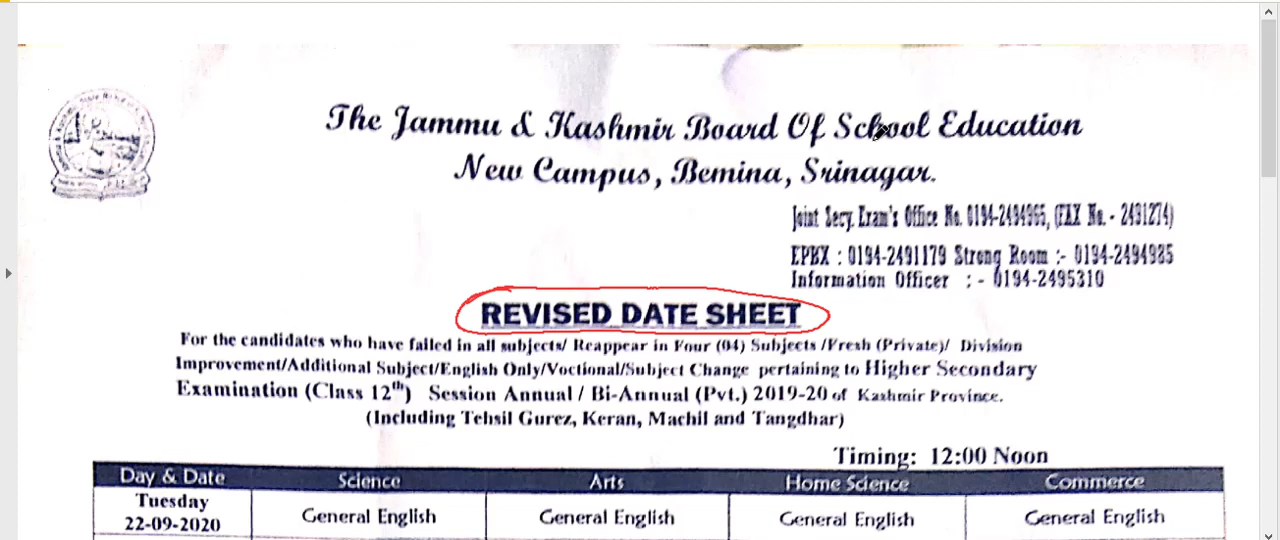 The Jammu & Kashmir Board Of School Education
New Campus, Bemina, Srinagar.
Joint Secy. Exam's Office No. 0194-2494965, (FAX No. - 2491274)
EPBX : 0194-2491179 Strong Room :- 0194-2494985
Information Officer : - 0194-2495310
REVISED DATE SHEET
For the candidates who have failed in all subjects/ Reappear in Four (04) Subjects /Fresh (Private)/ Division
Improvement/Additional Subject/English Only/Voctional/Subject Change pertaining to Higher Secondary
Examination (Class 12th) Session Annual / Bi-Annual (Pvt.) 2019-20 of Kashmir Province.
(Including Tehsil Gurez, Keran, Machil and Tangdhar)
Timing: 12:00 Noon
Day & Date Science Arts Home Science Commerce
Tuesday
22-09-2020 General English General English General English General English